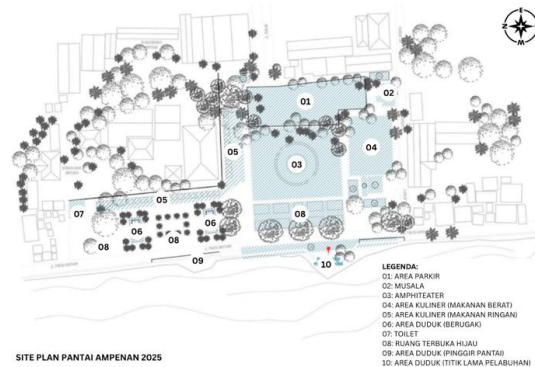 N
01
02
05
03
04
05
07
06
06
08
08
08
09
10
LEGENDA:
01: AREA PARKIR
02: MUSALA
03: AMPHITEATER
04: AREA KULINER (MAKANAN BERAT)
05: AREA KULINER (MAKANAN RINGAN)
06: AREA DUDUK (BERUGAK)
07: TOILET
08: RUANG TERBUKA HIJAU
09: AREA DUDUK (PINGGIR PANTAI)
10: AREA DUDUK (TITIK LAMA PELABUHAN)
SITE PLAN PANTAI AMPENAN 2025